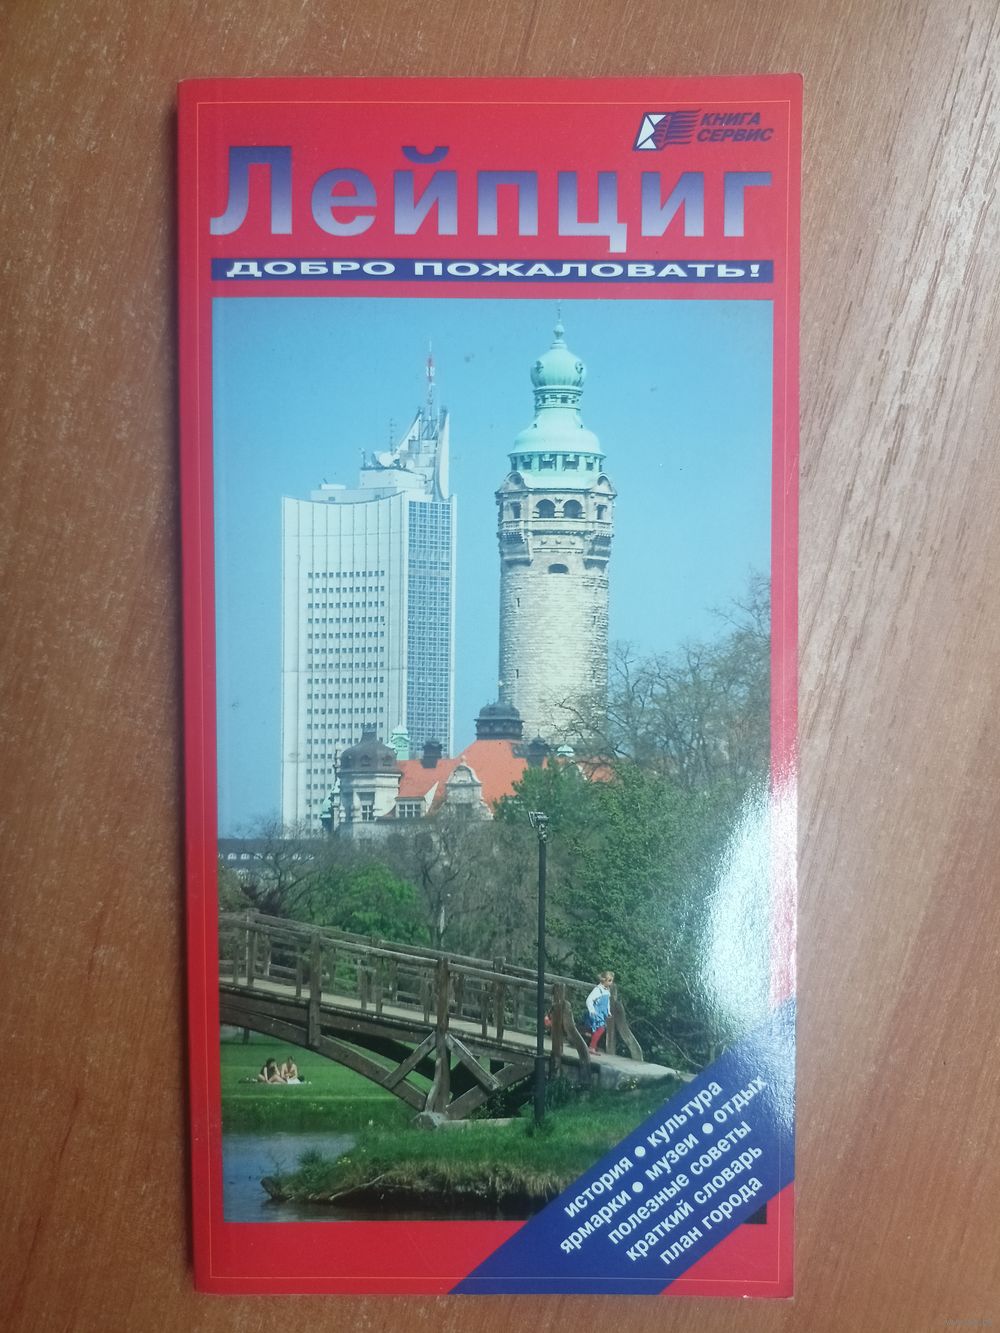 КНИГА
СЕРВИС
Лейпциг
ДОБРО ПОЖАЛОВАТЬ!
история • культура
ярмарки • музеи • отдых
полезные советы
краткий словарь
план города